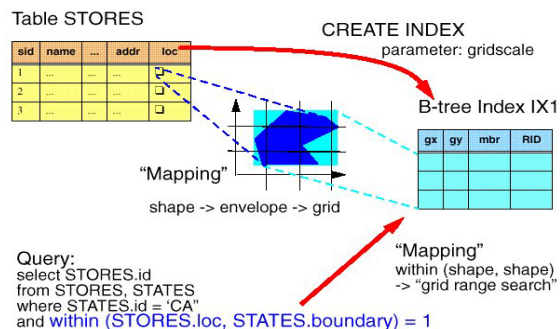 Table STORES
sid name ... addr loc
1 ... ... ...
2 ... ... ...
3 ... ... ...
CREATE INDEX
parameter: gridscale
B-tree Index IX1
gx gy mbr RID
"Mapping"
shape -> envelope -> grid
"Mapping"
within (shape, shape)
-> "grid range search"
Query:
select STORES.id
from STORES, STATES
where STATES.id = 'CA"
and within (STORES.loc, STATES.boundary) = 1